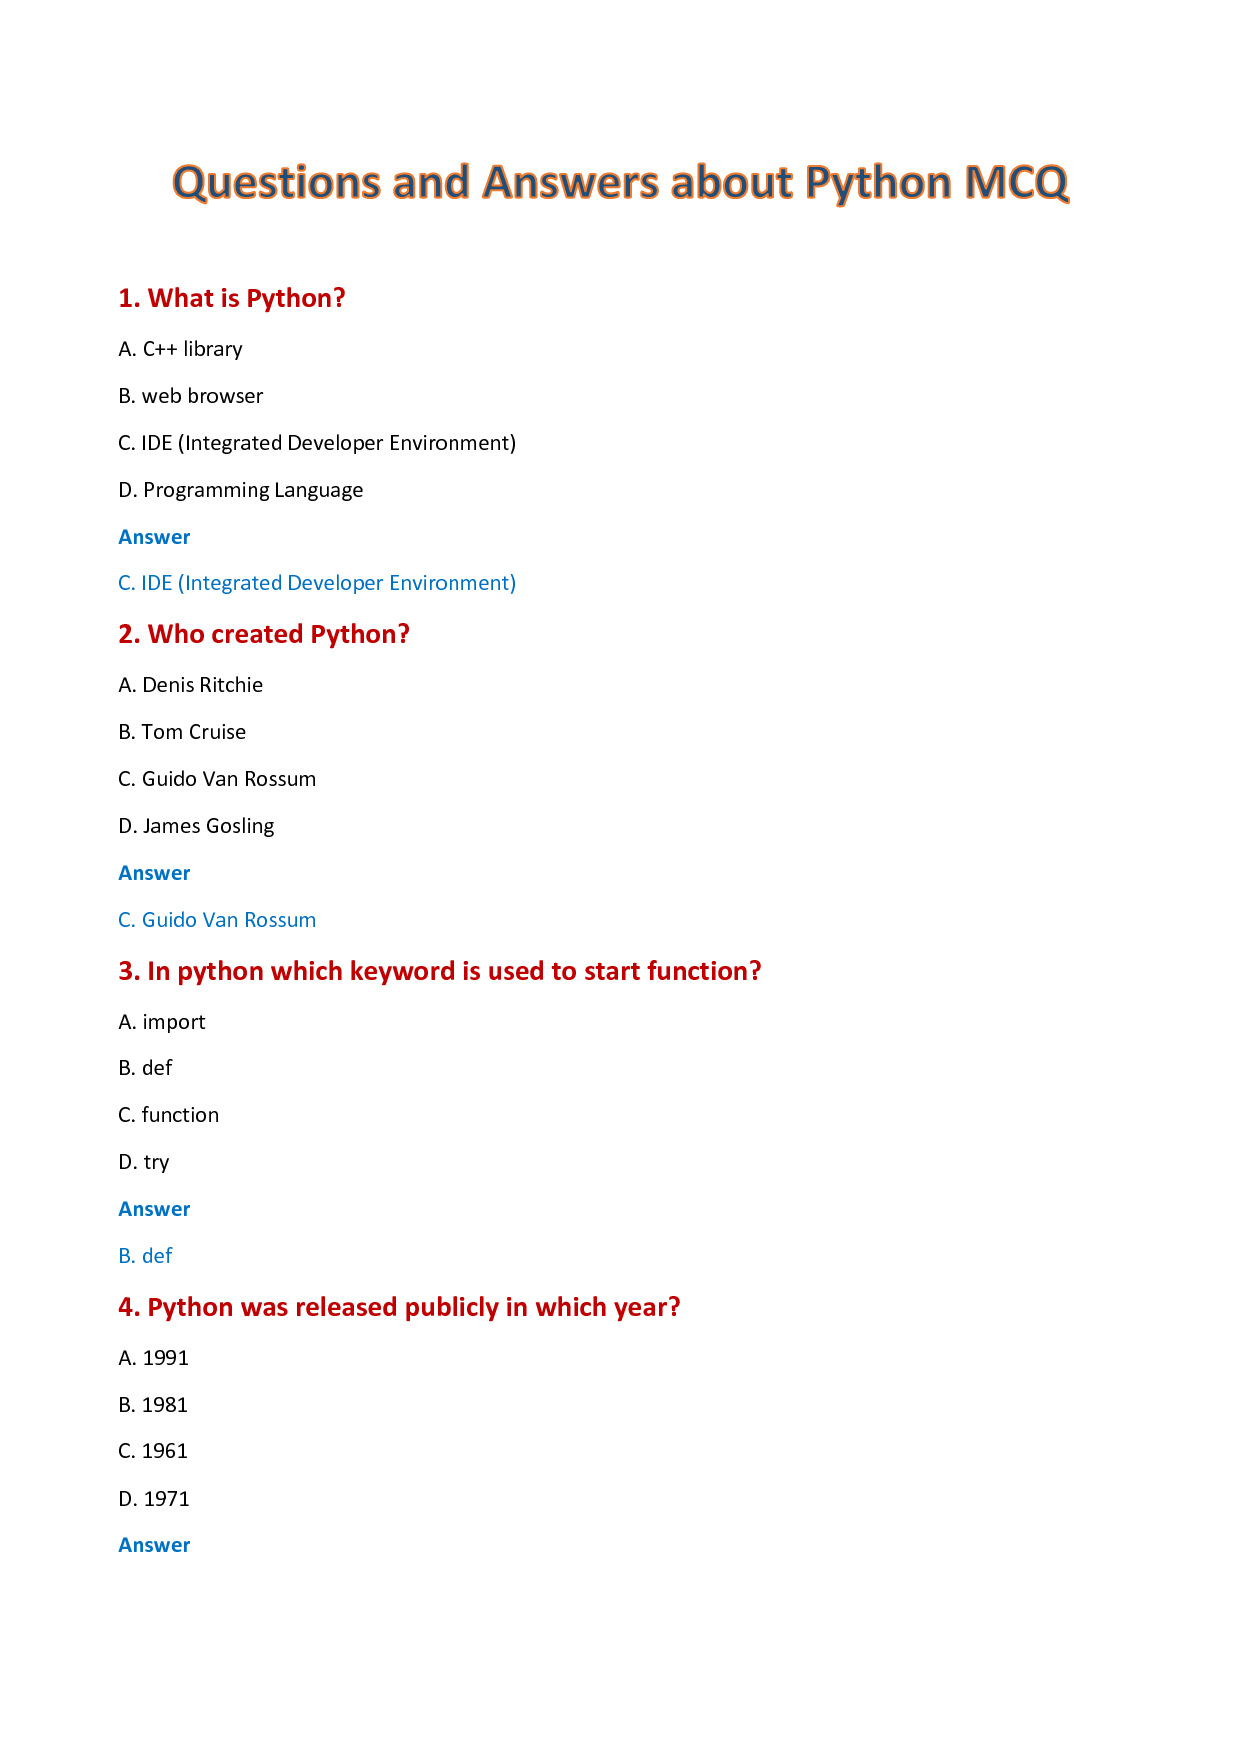 Questions and Answers about Python MCQ
1. What is Python?
A. C++ library
B. web browser
C. IDE (Integrated Developer Environment)
D. Programming Language
Answer
C. IDE (Integrated Developer Environment)
2. Who created Python?
A. Denis Ritchie
B. Tom Cruise
C. Guido Van Rossum
D. James Gosling
Answer
C. Guido Van Rossum
3. In python which keyword is used to start function?
A. import
B. def
C. function
D. try
Answer
B. def
4. Python was released publicly in which year?
A. 1991
B. 1981
C. 1961
D. 1971
Answer